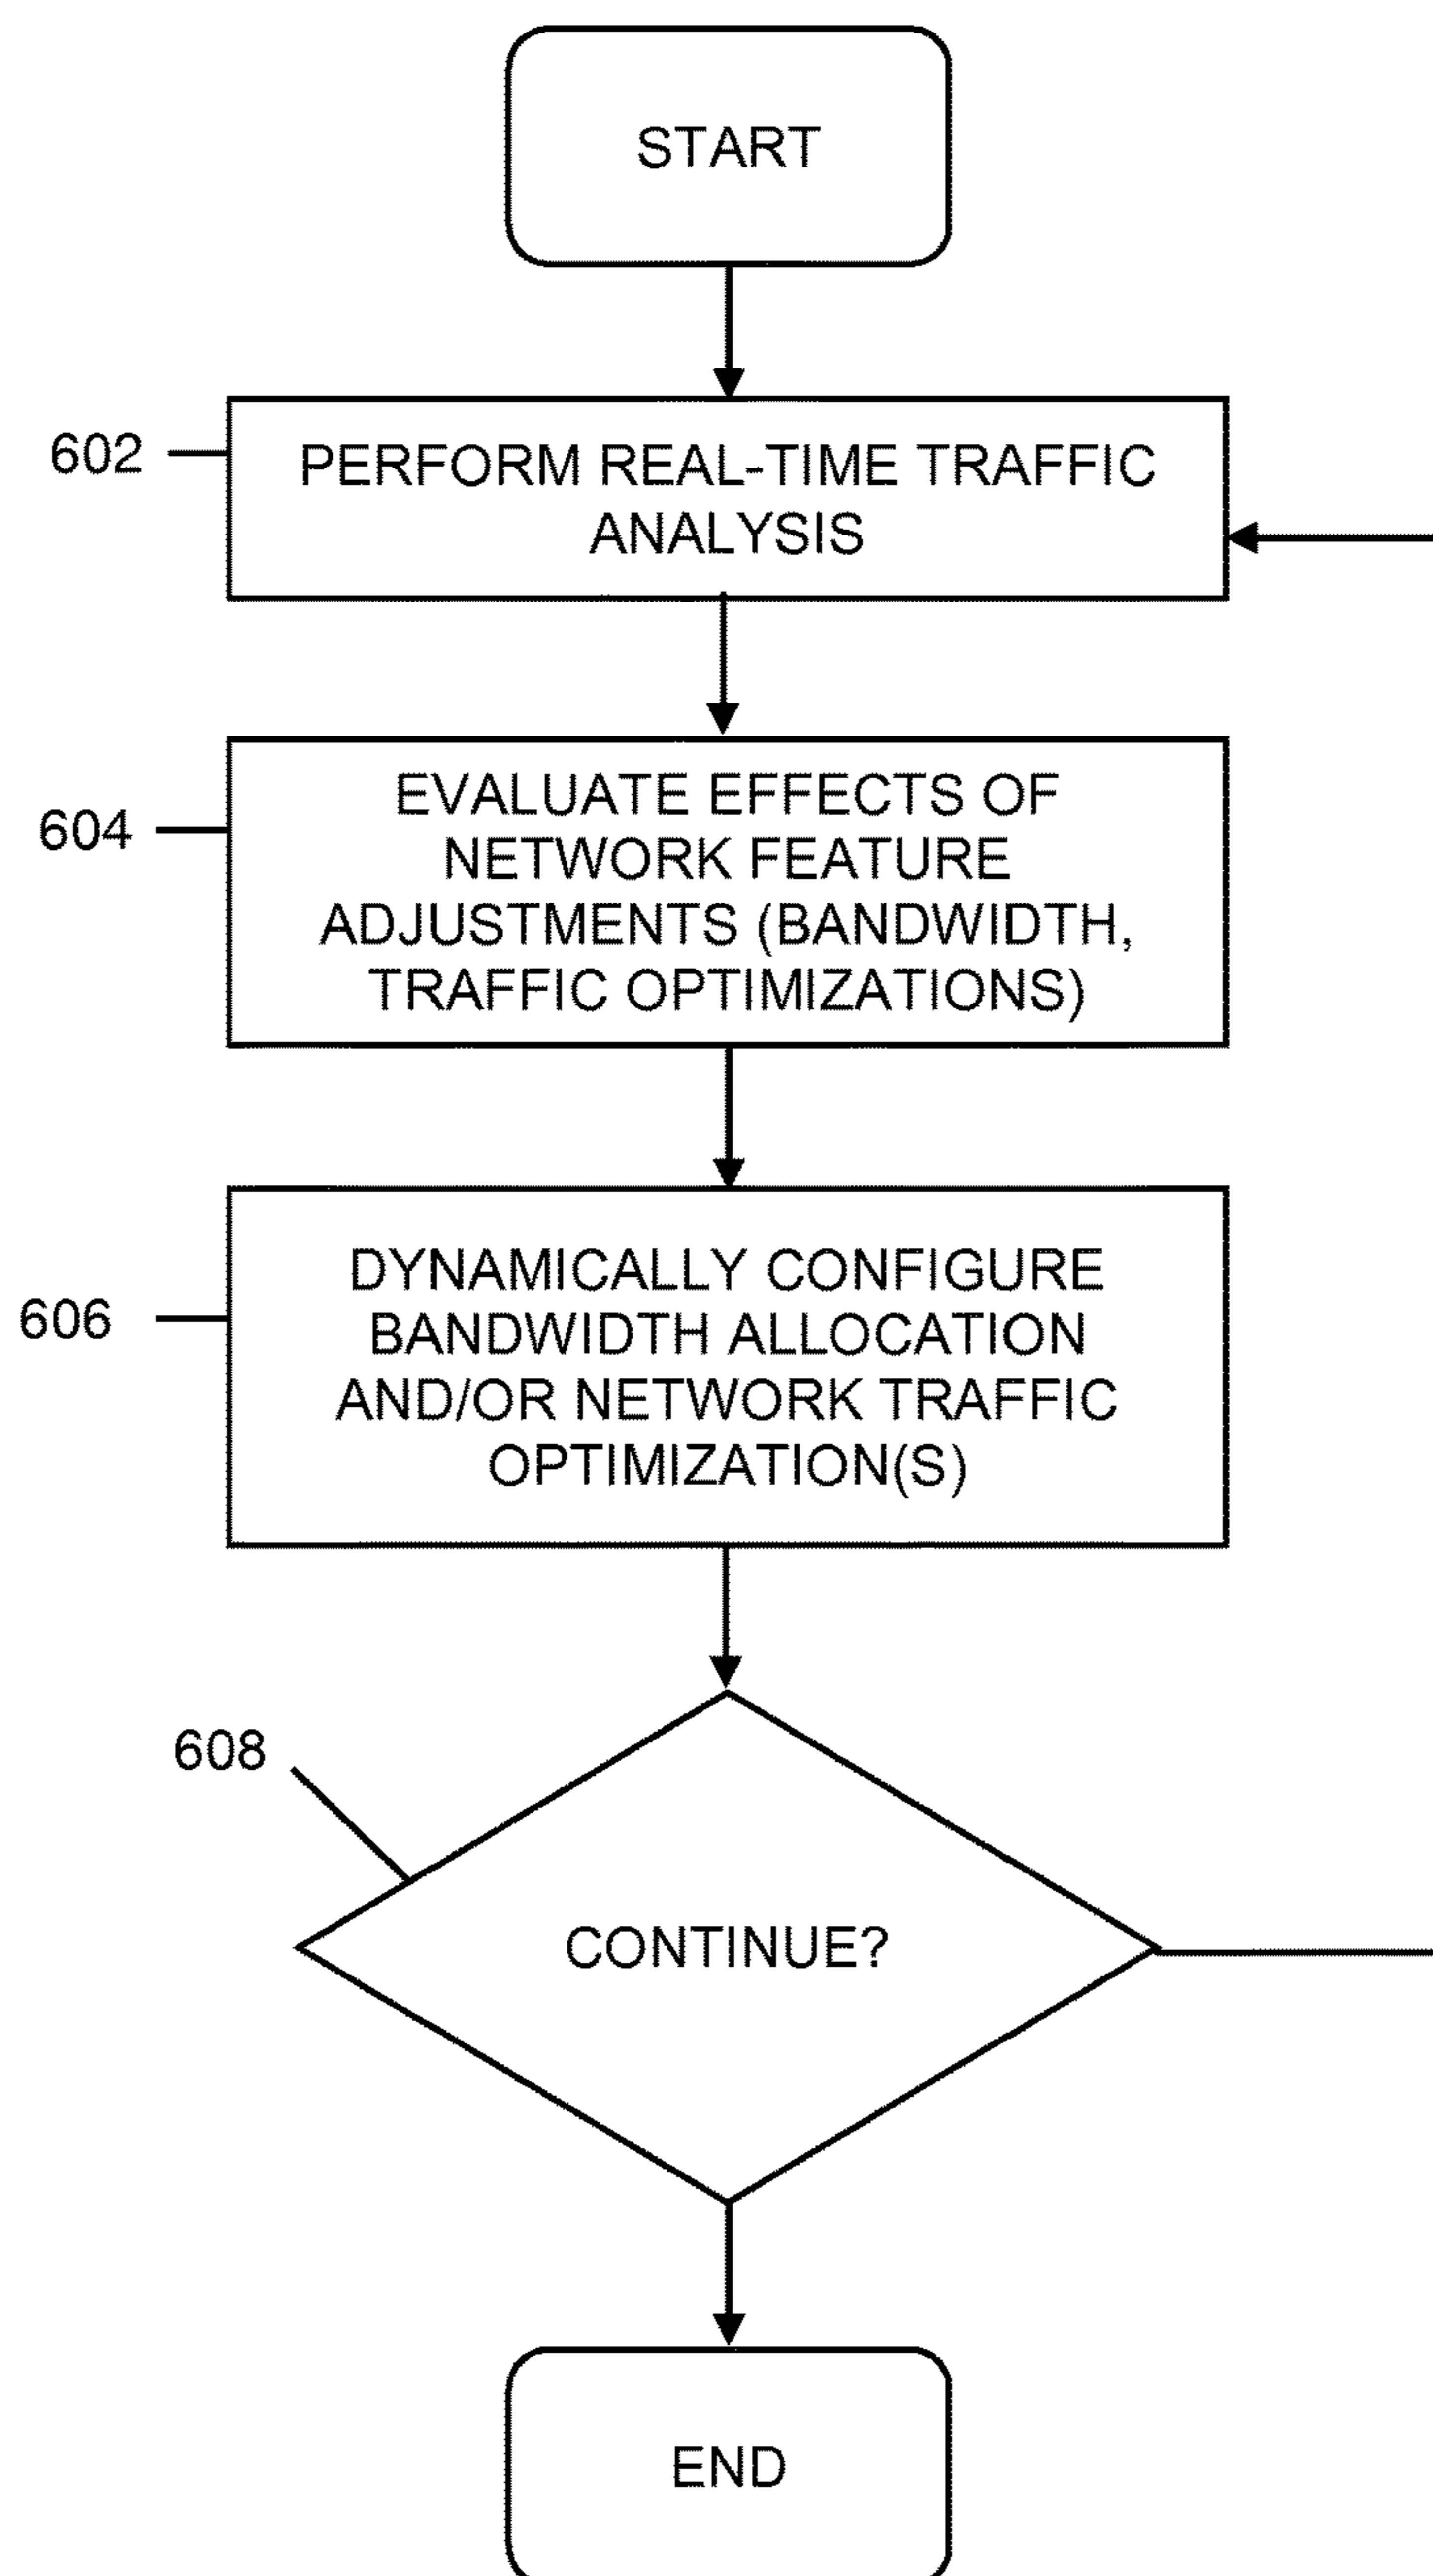 START
602
PERFORM REAL-TIME TRAFFIC
ANALYSIS
604
EVALUATE EFFECTS OF
NETWORK FEATURE
ADJUSTMENTS (BANDWIDTH,
TRAFFIC OPTIMIZATIONS)
606
DYNAMICALLY CONFIGURE
BANDWIDTH ALLOCATION
AND/OR NETWORK TRAFFIC
OPTIMIZATION(S)
608
CONTINUE?
END